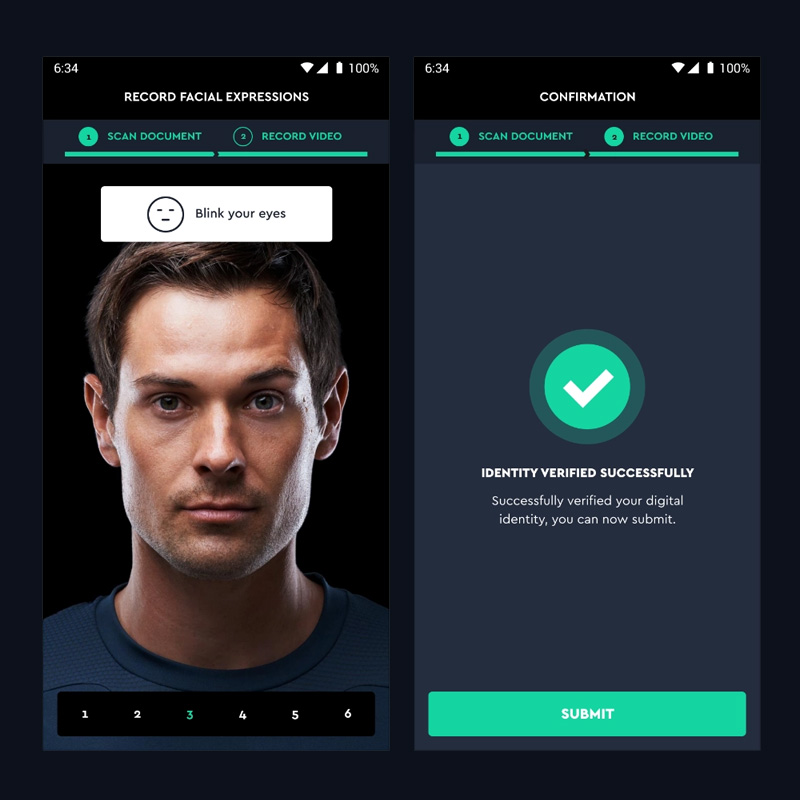 6:34
100%
RECORD FACIAL EXPRESSIONS
1 SCAN DOCUMENT
2 RECORD VIDEO
Blink your eyes
1 2 3 4 5 6
6:34
100%
CONFIRMATION
1 SCAN DOCUMENT
2 RECORD VIDEO
IDENTITY VERIFIED SUCCESSFULLY
Successfully verified your digital
identity, you can now submit.
SUBMIT